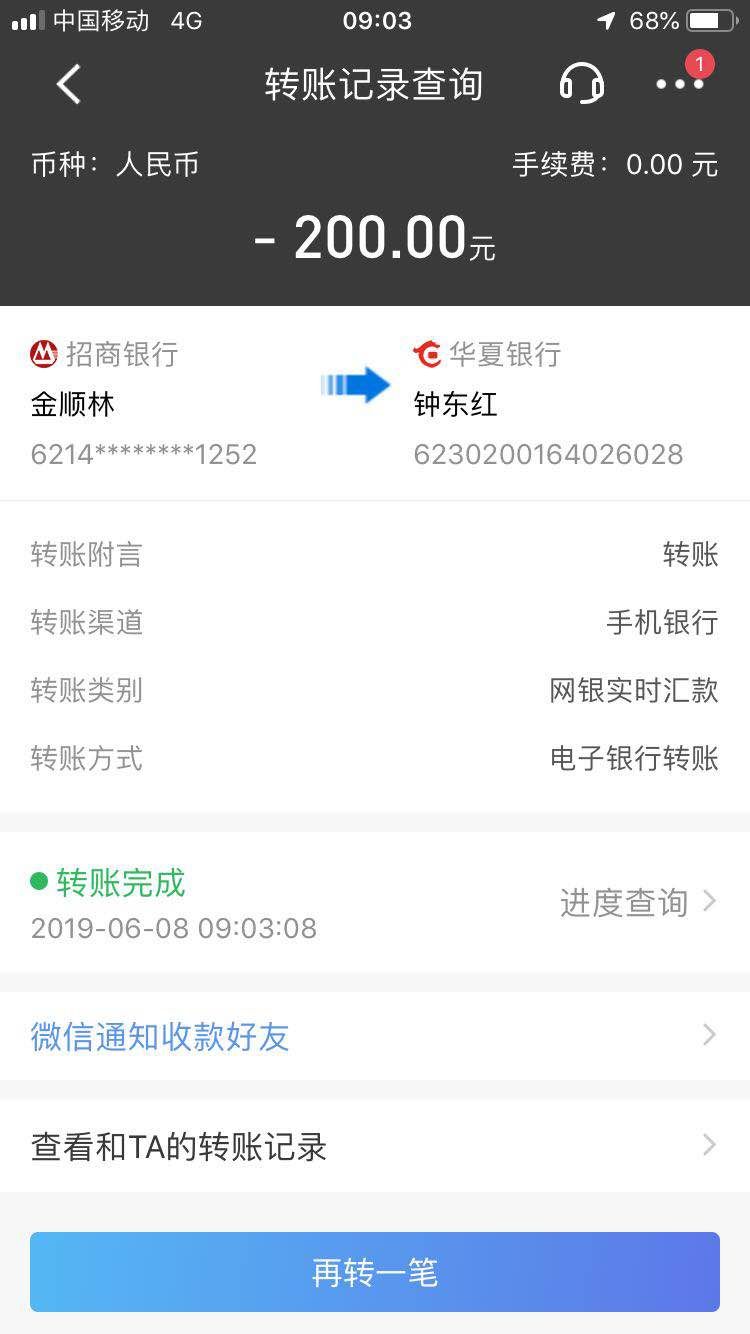 中国移动 4G 09:03 68%
转账记录查询 1
币种：人民币 手续费：0.00 元
- 200.00元
招商银行 华夏银行
金顺林 钟东红
6214********1252 6230200164026028
转账附言 转账
转账渠道 手机银行
转账类别 网银实时汇款
转账方式 电子银行转账
转账完成 进度查询
2019-06-08 09:03:08
微信通知收款好友
查看和TA的转账记录
再转一笔